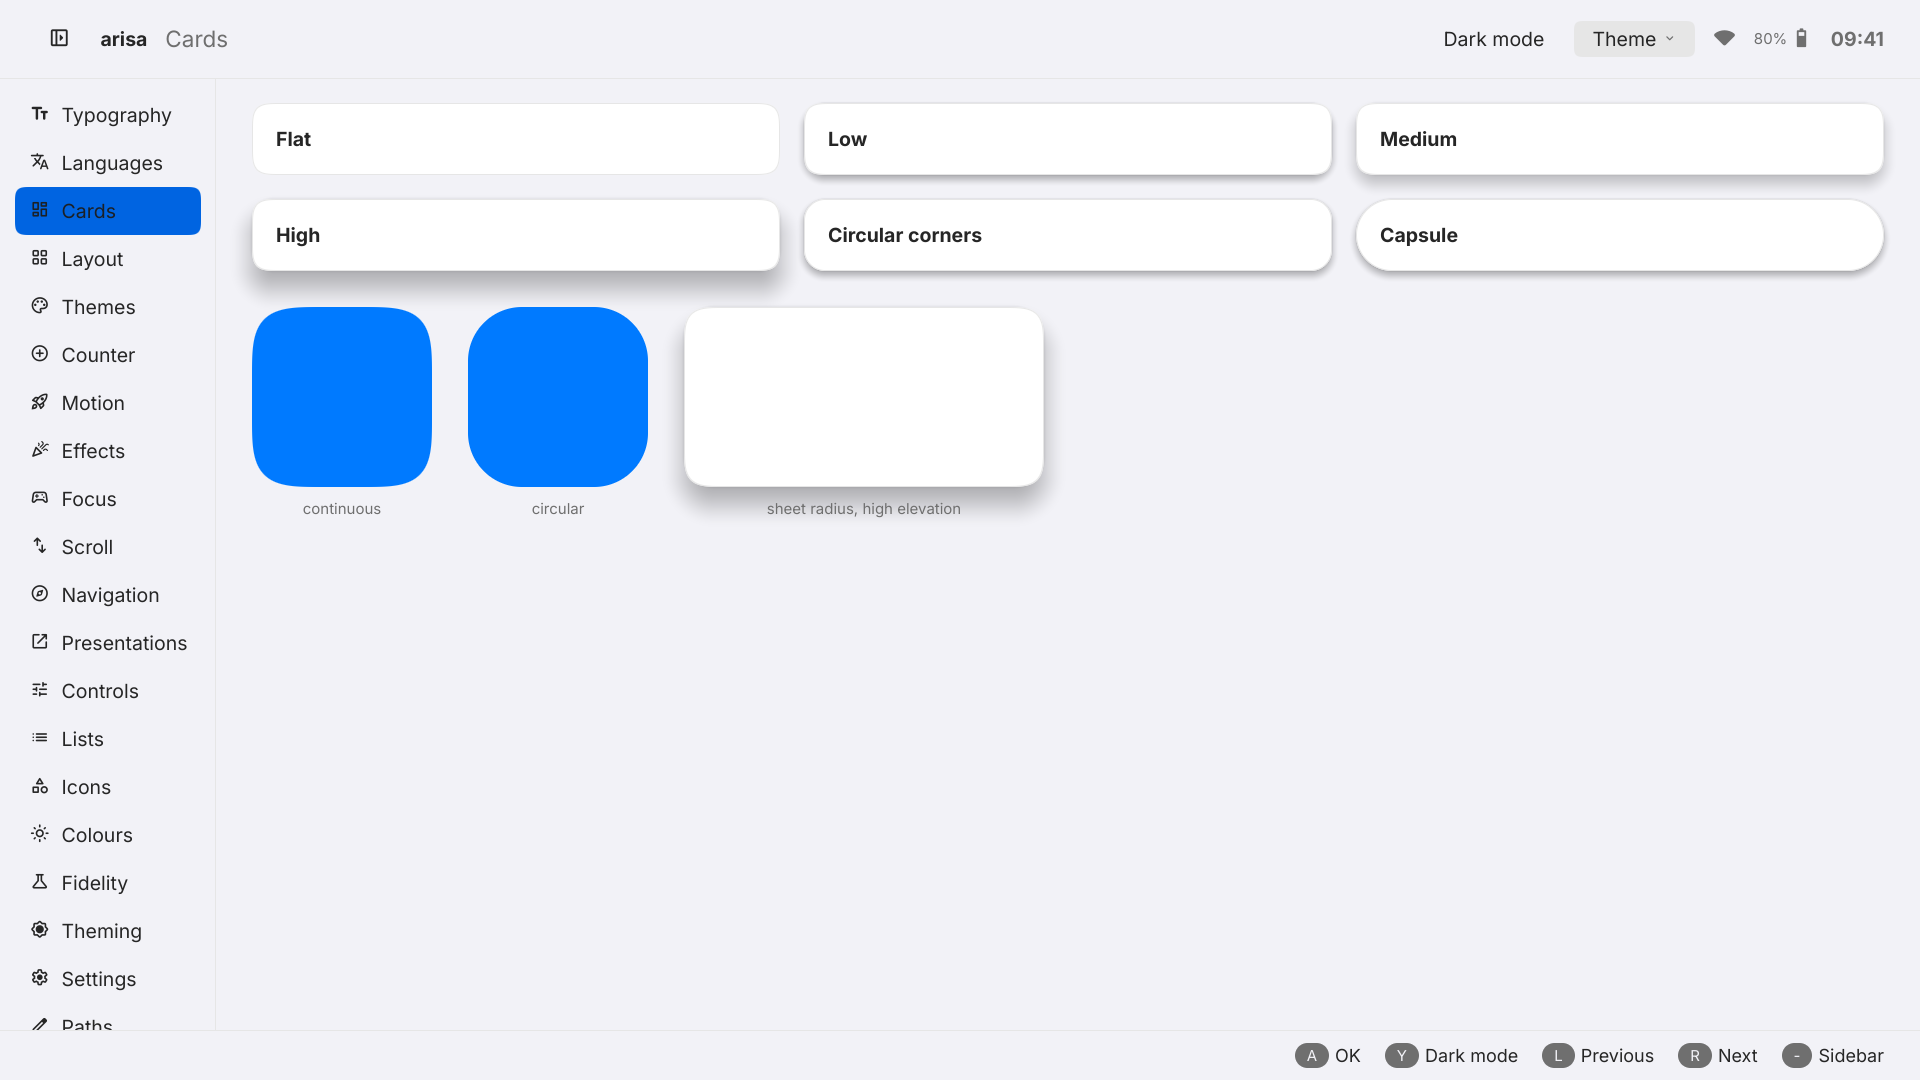 arisa Cards
Dark mode
Theme
80%
09:41
Typography
Languages
Cards
Layout
Themes
Counter
Motion
Effects
Focus
Scroll
Navigation
Presentations
Controls
Lists
Icons
Colours
Fidelity
Theming
Settings
Paths
Flat
Low
Medium
High
Circular corners
Capsule
continuous
circular
sheet radius, high elevation
A OK
Y Dark mode
L Previous
R Next
- Sidebar